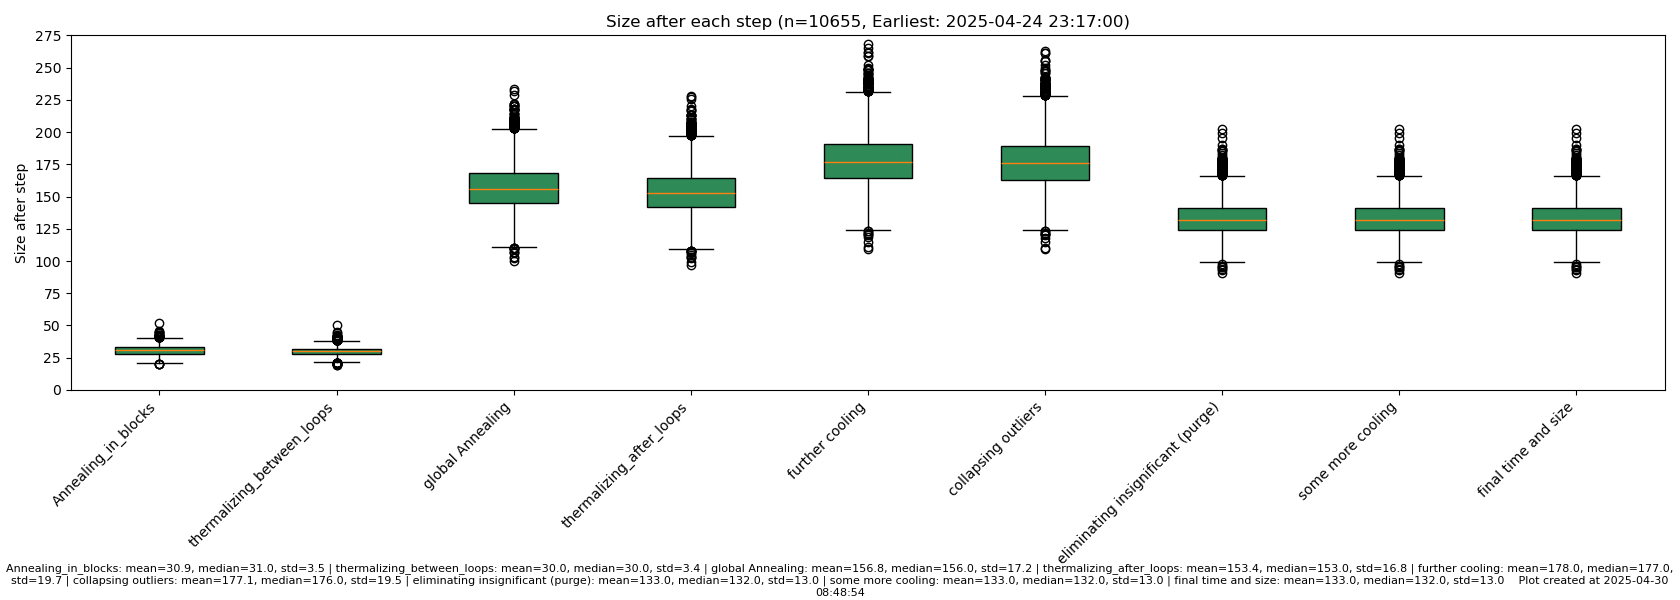 Size after each step (n=10655, Earliest: 2025-04-24 23:17:00)
275
250
225
200
175
150
125
100
75
50
25
0
Size after step
Annealing_in_blocks
thermalizing_between_loops
global Annealing
thermalizing_after_loops
further cooling
collapsing outliers
eliminating insignificant (purge)
some more cooling
final time and size
Annealing_in_blocks: mean=30.9, median=31.0, std=3.5 | thermalizing_between_loops: mean=30.0, median=30.0, std=3.4 | global Annealing: mean=156.8, median=156.0, std=17.2 | thermalizing_after_loops: mean=153.4, median=153.0, std=16.8 | further cooling: mean=178.0, median=177.0,
std=19.7 | collapsing outliers: mean=177.1, median=176.0, std=19.5 | eliminating insignificant (purge): mean=133.0, median=132.0, std=13.0 | some more cooling: mean=133.0, median=132.0, std=13.0 | final time and size: mean=133.0, median=132.0, std=13.0    Plot created at 2025-04-30
08:48:54